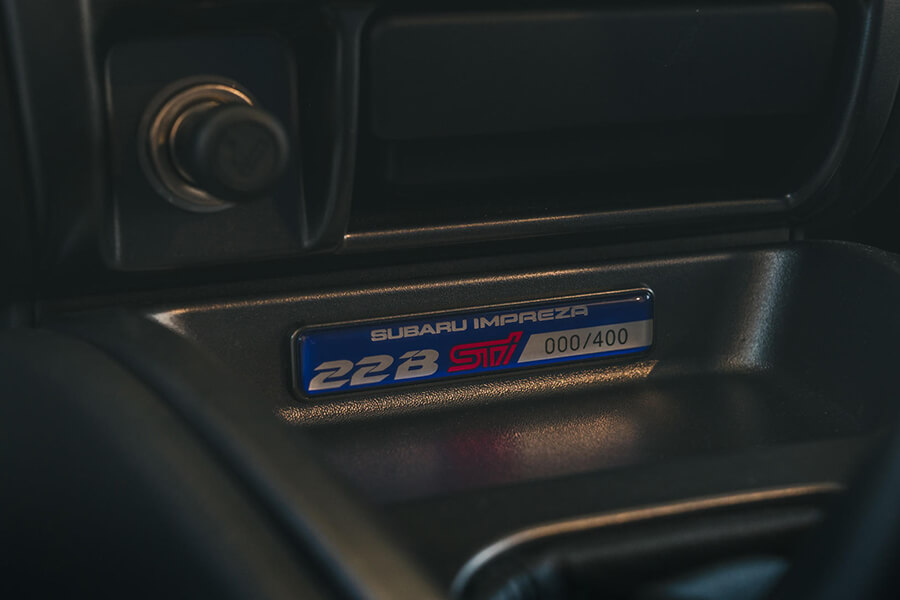 SUBARU IMPREZA
22B STi 000/400